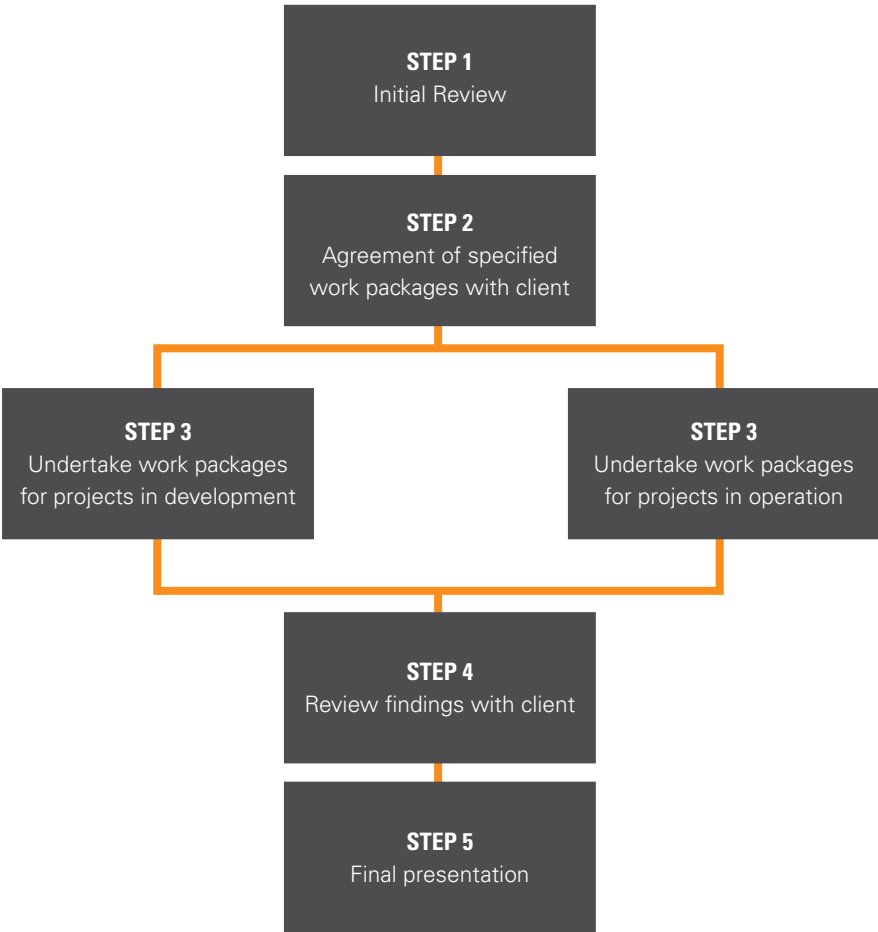 STEP 1
Initial Review
STEP 2
Agreement of specified
work packages with client
STEP 3
Undertake work packages
for projects in development
STEP 3
Undertake work packages
for projects in operation
STEP 4
Review findings with client
STEP 5
Final presentation